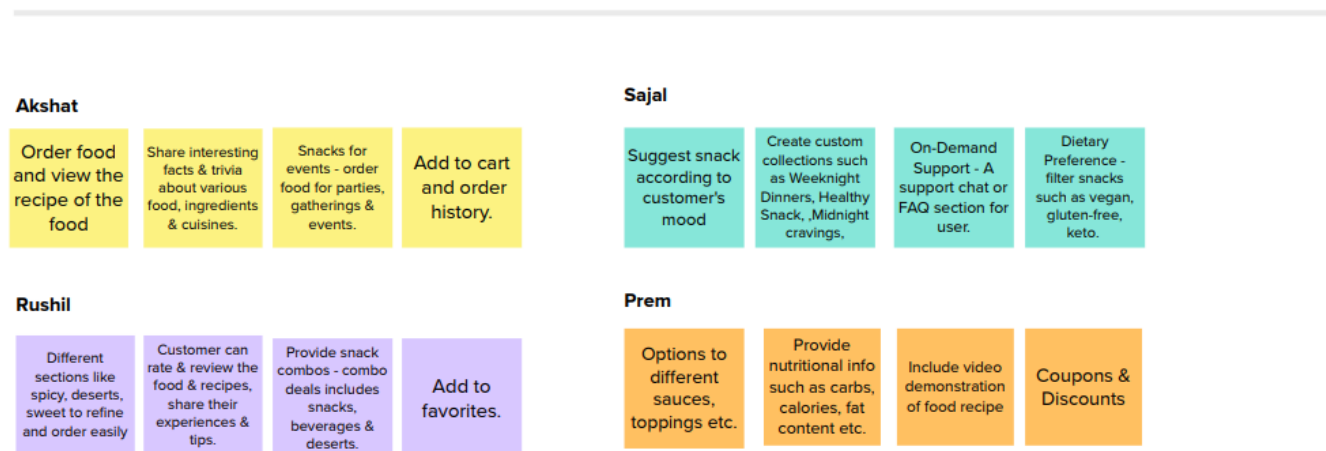 Akshat
Order food
and view the
recipe of the
food
Share interesting
facts & trivia
about various
food, ingredients
& cuisines.
Snacks for
events - order
food for parties,
gatherings &
events.
Add to cart
and order
history.
Sajal
Suggest snack
according to
customer's
mood
Create custom
collections such
as Weeknight
Dinners, Healthy
Snack, ,Midnight
cravings,
On-Demand
Support - A
support chat or
FAQ section for
user.
Dietary
Preference -
filter snacks
such as vegan,
gluten-free,
keto.
Rushil
Different
sections like
spicy, deserts,
sweet to refine
and order easily
Customer can
rate & review the
food & recipes,
share their
experiences &
tips.
Provide snack
combos - combo
deals includes
snacks,
beverages &
deserts.
Add to
favorites.
Prem
Options to
different
sauces,
toppings etc.
Provide
nutritional info
such as carbs,
calories, fat
content etc.
Include video
demonstration
of food recipe
Coupons &
Discounts